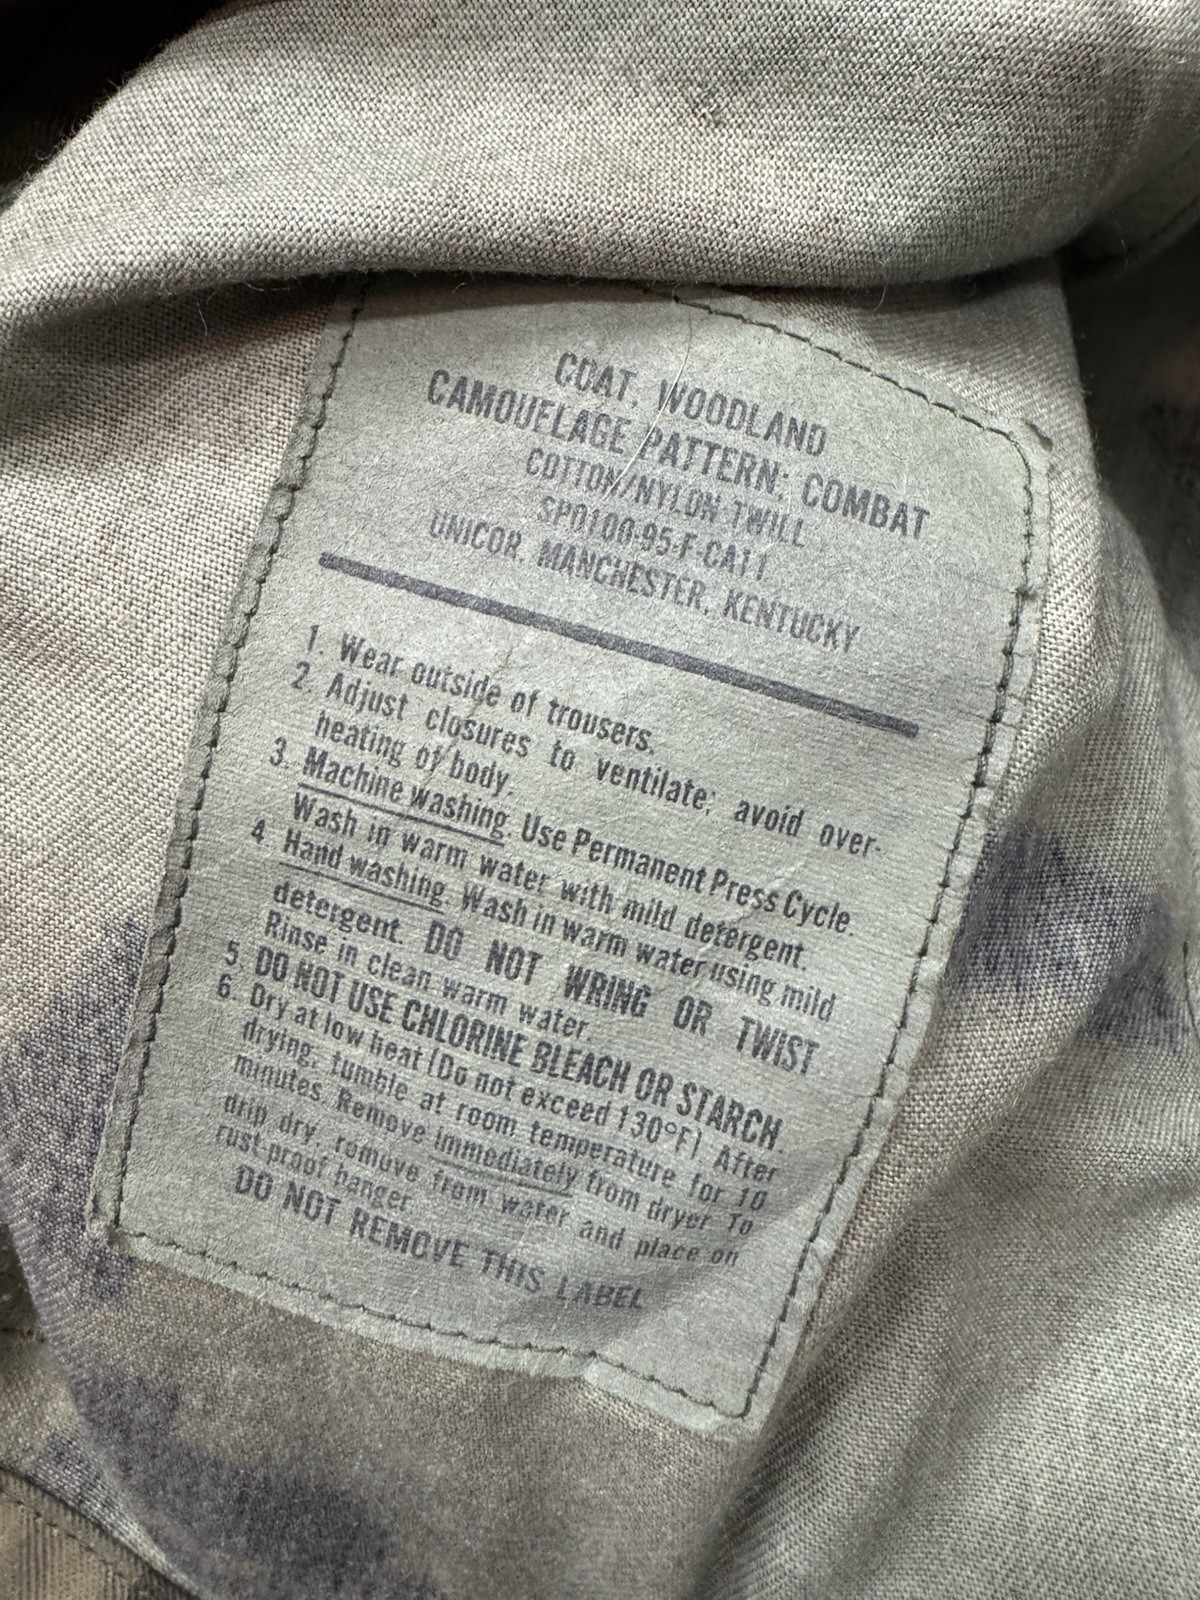 COAT, WOODLAND
CAMOUFLAGE PATTERN: COMBAT
COTTON/NYLON TWILL
SP0100-95-F-CA11
UNICOR, MANCHESTER, KENTUCKY
1. Wear outside of trousers.
2. Adjust closures to ventilate; avoid over-
heating of body.
3. Machine washing. Use Permanent Press Cycle.
Wash in warm water with mild detergent.
4. Hand washing. Wash in warm water using mild
detergent. DO NOT WRING OR TWIST
Rinse in clean warm water.
5. DO NOT USE CHLORINE BLEACH OR STARCH.
6. Dry at low heat (Do not exceed 130°F). After
drying, tumble at room temperature for 10
minutes. Remove immediately from dryer. To
drip dry, remove from water and place on
rust-proof hanger.
DO NOT REMOVE THIS LABEL